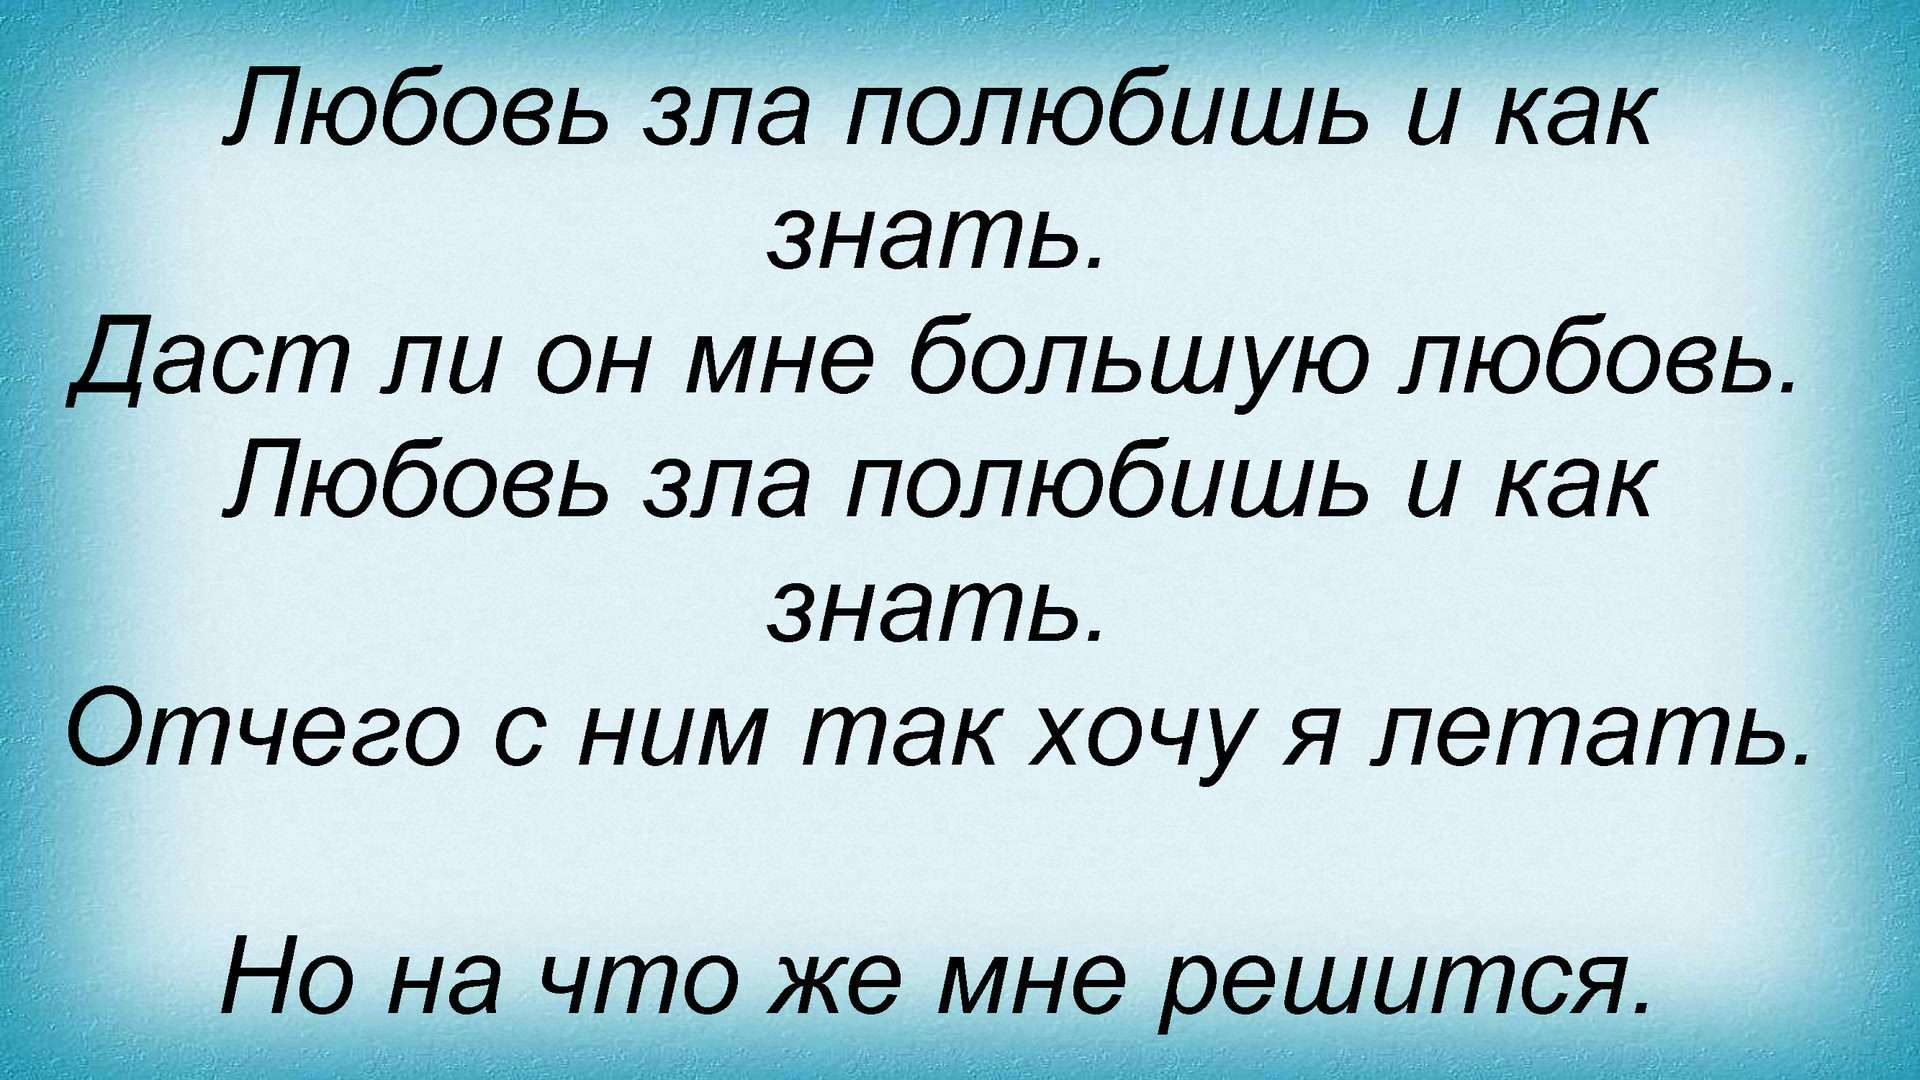 Любовь зла полюбишь и как
знать.
Даст ли он мне большую любовь.
Любовь зла полюбишь и как
знать.
Отчего с ним так хочу я летать.
Но на что же мне решится.